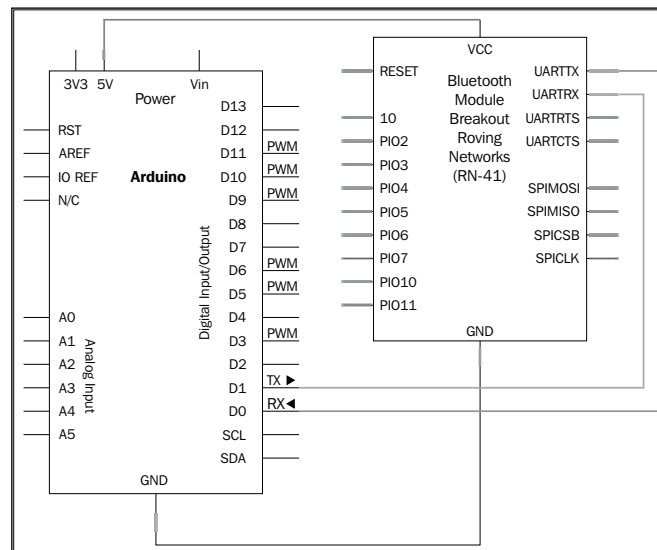 3V3 5V Vin
Power
Arduino
RST
AREF
IO REF
N/C
A0
A1
A2
A3
A4
A5
Analog Input
Digital Input/Output
D13
D12
D11 PWM
D10 PWM
D9 PWM
D8
D7
D6 PWM
D5 PWM
D4
D3 PWM
D2
D1 TX ►
D0 RX◄
SCL
SDA
GND
VCC
Bluetooth
Module
Breakout
Roving
Networks
(RN-41)
RESET
10
PIO2
PIO3
PIO4
PIO5
PIO6
PIO7
PIO10
PIO11
UARTTX
UARTRX
UARTRTS
UARTCTS
SPIMOSI
SPIMISO
SPICSB
SPICLK
GND